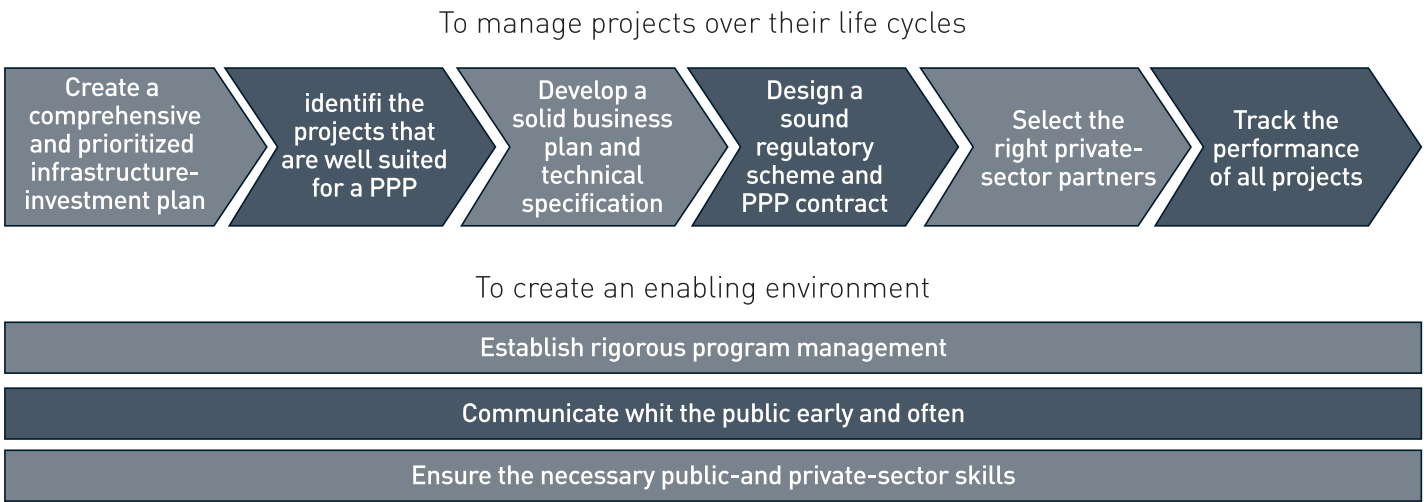 To manage projects over their life cycles
Create a
comprehensive
and prioritized
infrastructure-
investment plan
identifi the
projects that
are well suited
for a PPP
Develop a
solid business
plan and
technical
specification
Design a
sound
regulatory
scheme and
PPP contract
Select the
right private-
sector partners
Track the
performance
of all projects
To create an enabling environment
Establish rigorous program management
Communicate whit the public early and often
Ensure the necessary public-and private-sector skills